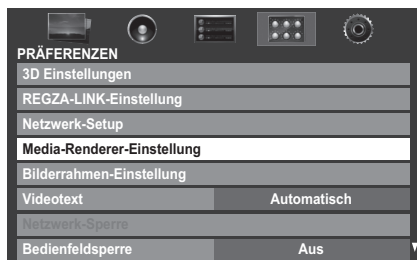 PRÄFERENZEN
3D Einstellungen
REGZA-LINK-Einstellung
Netzwerk-Setup
Media-Renderer-Einstellung
Bilderrahmen-Einstellung
Videotext Automatisch
Netzwerk-Sperre
Bedienfeldsperre Aus